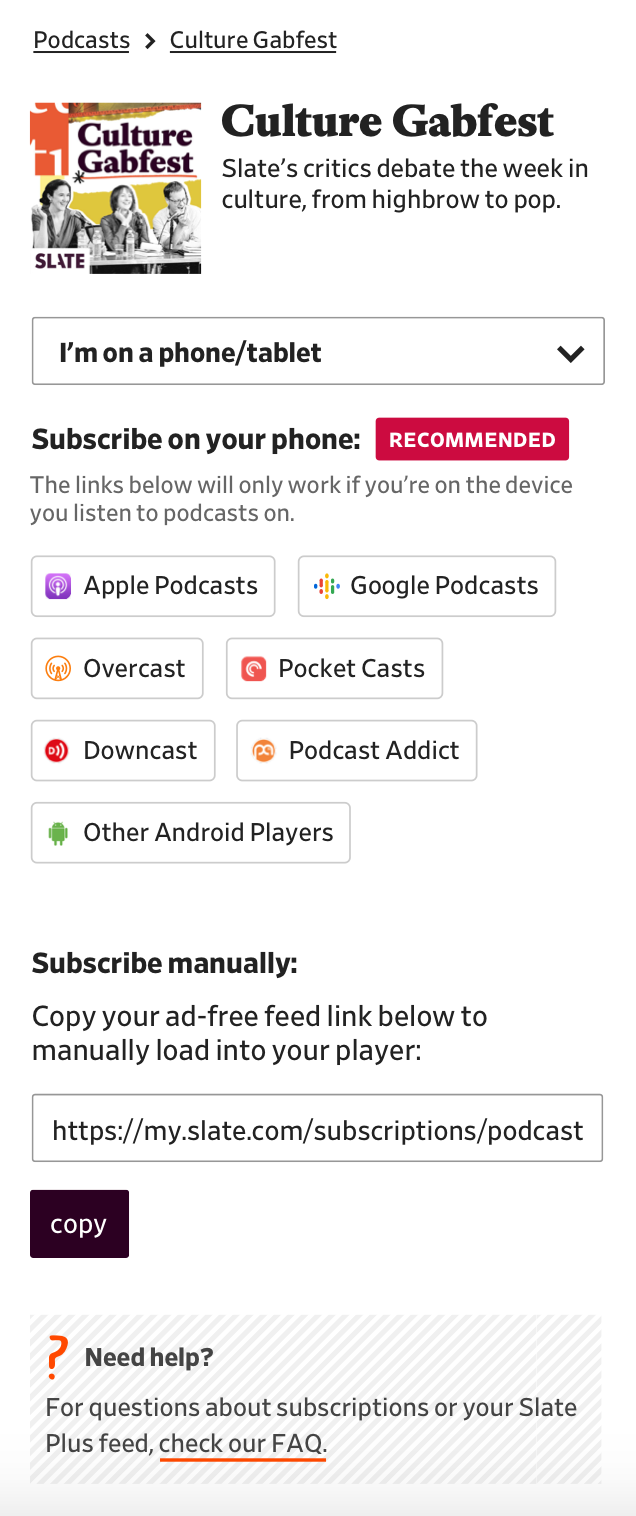 Podcasts > Culture Gabfest
Culture
Gabfest
SLATE
Culture Gabfest
Slate’s critics debate the week in
culture, from highbrow to pop.
I’m on a phone/tablet
Subscribe on your phone: RECOMMENDED
The links below will only work if you’re on the device
you listen to podcasts on.
Apple Podcasts Google Podcasts
Overcast Pocket Casts
Downcast Podcast Addict
Other Android Players
Subscribe manually:
Copy your ad-free feed link below to
manually load into your player:
https://my.slate.com/subscriptions/podcast
copy
? Need help?
For questions about subscriptions or your Slate
Plus feed, check our FAQ.